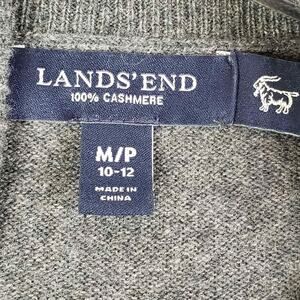 LANDS' END
100% CASHMERE
M/P
10-12
MADE IN
CHINA